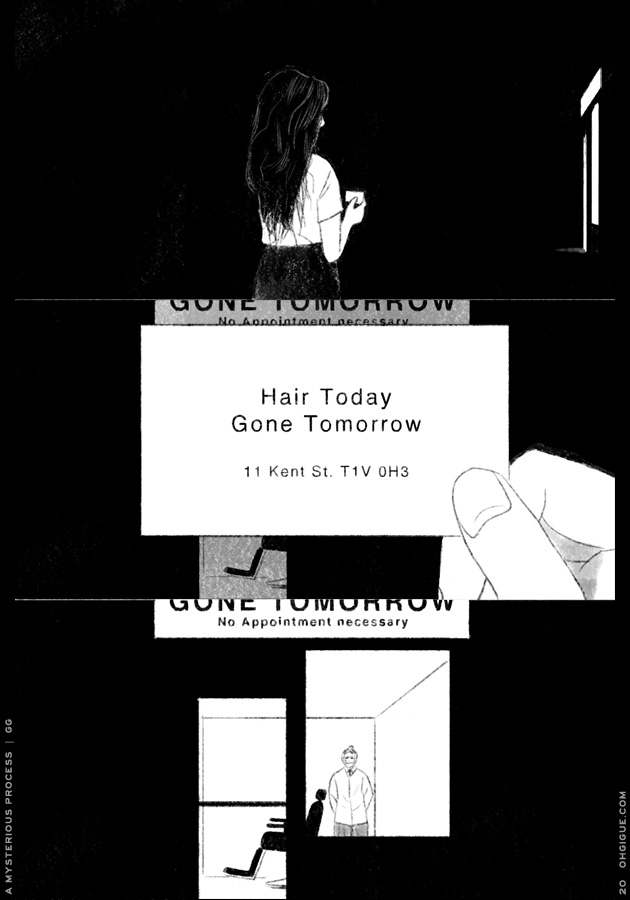 GONE TOMORROW
No Appointment necessary
Hair Today
Gone Tomorrow
11 Kent St. T1V 0H3
GONE TOMORROW
No Appointment necessary
A MYSTERIOUS PROCESS | GG
20 OHGIGUE.COM